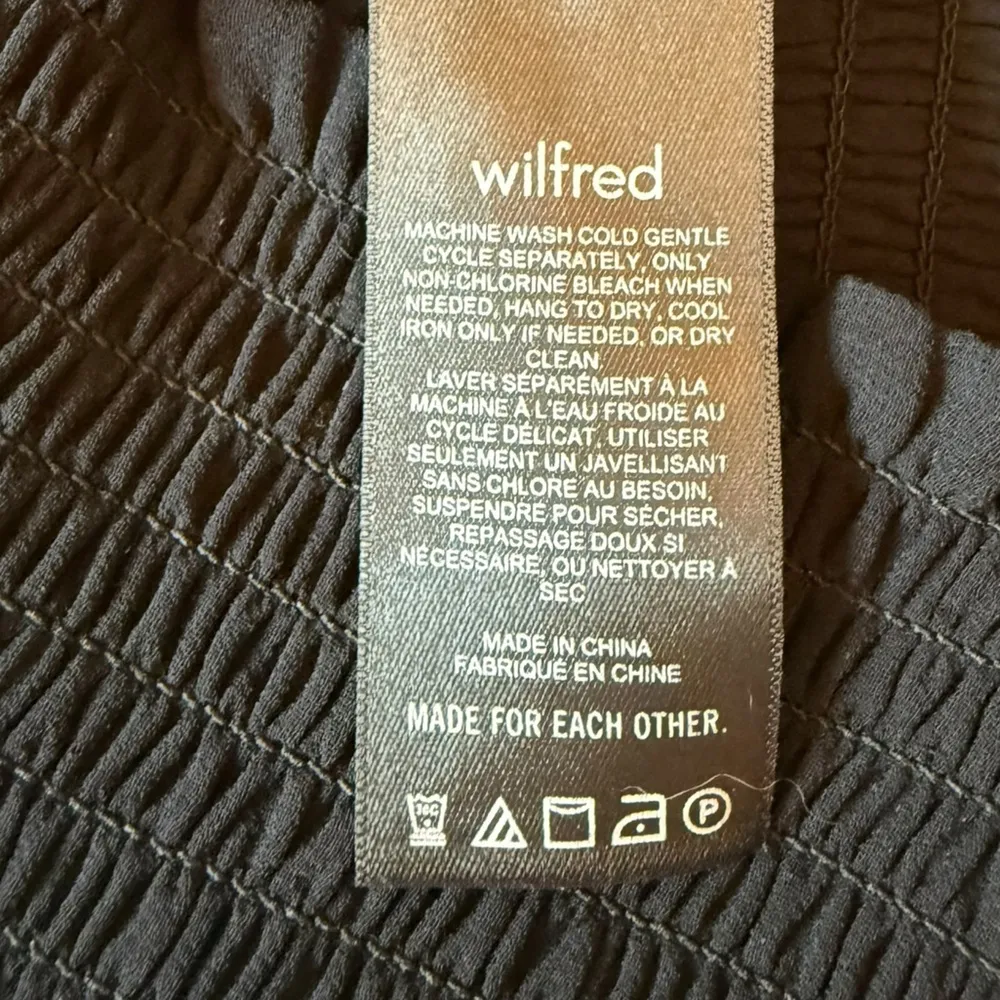 wilfred
MACHINE WASH COLD GENTLE
CYCLE SEPARATELY, ONLY
NON-CHLORINE BLEACH WHEN
NEEDED, HANG TO DRY, COOL
IRON ONLY IF NEEDED, OR DRY
CLEAN.
LAVER SÉPARÉMENT À LA
MACHINE À L'EAU FROIDE AU
CYCLE DÉLICAT, UTILISER
SEULEMENT UN JAVELLISANT
SANS CHLORE AU BESOIN,
SUSPENDRE POUR SÉCHER,
REPASSAGE DOUX SI
NÉCESSAIRE, OU NETTOYER À
SEC
MADE IN CHINA
FABRIQUÉ EN CHINE
MADE FOR EACH OTHER.
P